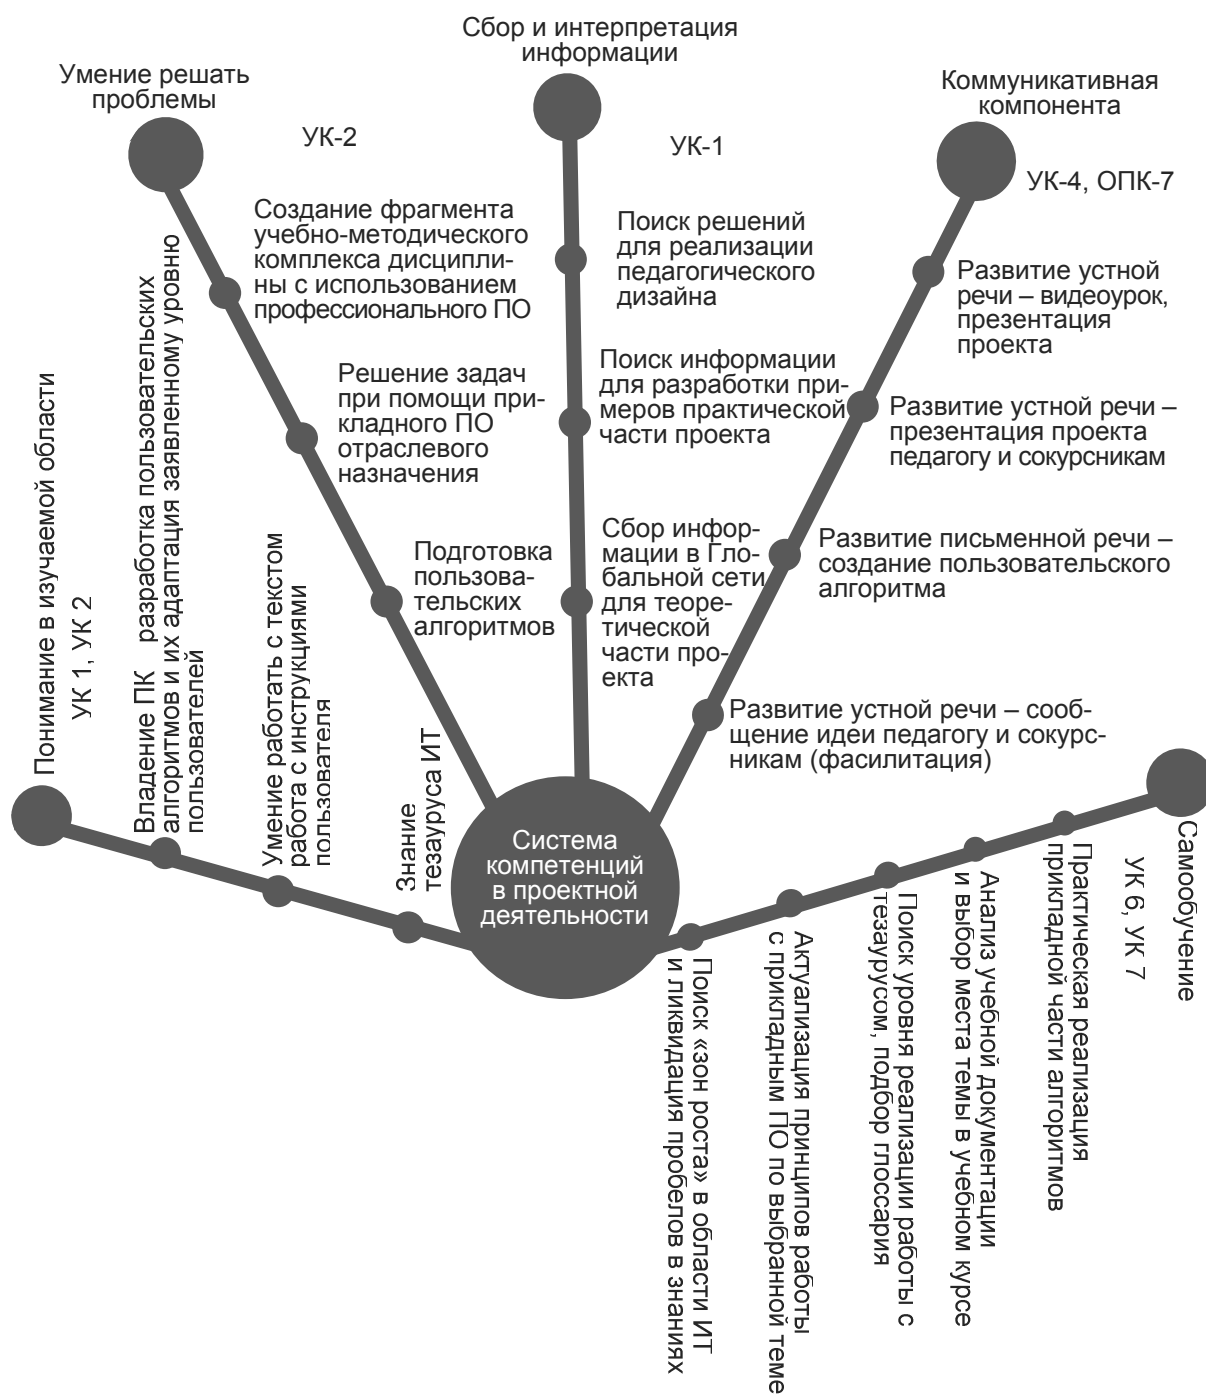 Сбор и интерпретация
информации
Умение решать
проблемы
Коммуникативная
компонента
УК-2
УК-1
УК-4, ОПК-7
Создание фрагмента
учебно-методического
комплекса дисципли-
ны с использованием
профессионального ПО
Решение задач
при помощи при-
кладного ПО
отраслевого
назначения
Подготовка
пользова-
тельских
алгоритмов
Поиск решений
для реализации
педагогического
дизайна
Поиск информации
для разработки при-
меров практической
части проекта
Сбор инфор-
мации в Гло-
бальной сети
для теоре-
тической
части про-
екта
Развитие устной
речи – видеоурок,
презентация
проекта
Развитие устной речи –
презентация проекта
педагогу и сокурсникам
Развитие письменной речи –
создание пользовательского
алгоритма
Развитие устной речи – сооб-
щение идеи педагогу и сокурс-
никам (фасилитация)
Понимание в изучаемой области
УК 1, УК 2
Владение ПК разработка пользовательских
алгоритмов и их адаптация заявленному уровню
пользователей
Умение работать с текстом
работа с инструкциями
пользователя
Знание
тезауруса ИТ
Система
компетенций
в проектной
деятельности
Поиск «зон роста» в области ИТ
и ликвидация пробелов в знаниях
Актуализация принципов работы
с прикладным ПО по выбранной теме
Поиск уровня реализации работы с
тезаурусом, подбор глоссария
Анализ учебной документации
и выбор места темы в учебном курсе
Практическая реализация
прикладной части алгоритмов
УК 6, УК 7
Самообучение